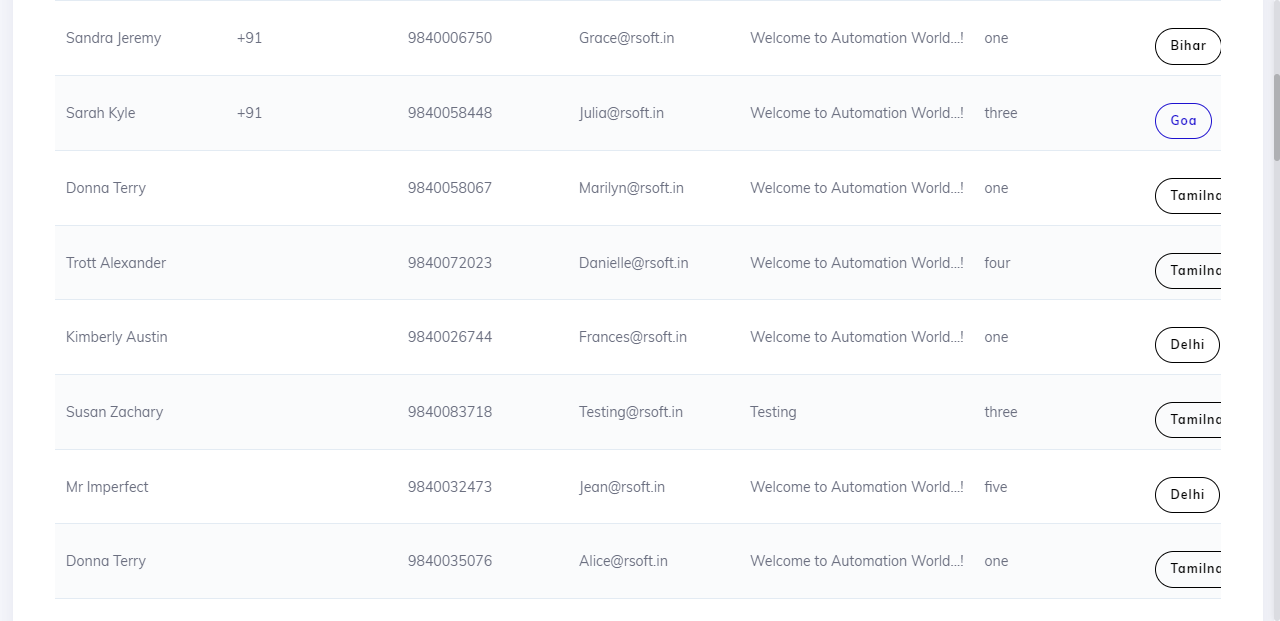 Sandra Jeremy +91 9840006750 Grace@rsoft.in Welcome to Automation World...! one Bihar
Sarah Kyle +91 9840058448 Julia@rsoft.in Welcome to Automation World...! three Goa
Donna Terry 9840058067 Marilyn@rsoft.in Welcome to Automation World...! one Tamilna
Trott Alexander 9840072023 Danielle@rsoft.in Welcome to Automation World...! four Tamilna
Kimberly Austin 9840026744 Frances@rsoft.in Welcome to Automation World...! one Delhi
Susan Zachary 9840083718 Testing@rsoft.in Testing three Tamilna
Mr Imperfect 9840032473 Jean@rsoft.in Welcome to Automation World...! five Delhi
Donna Terry 9840035076 Alice@rsoft.in Welcome to Automation World...! one Tamilna